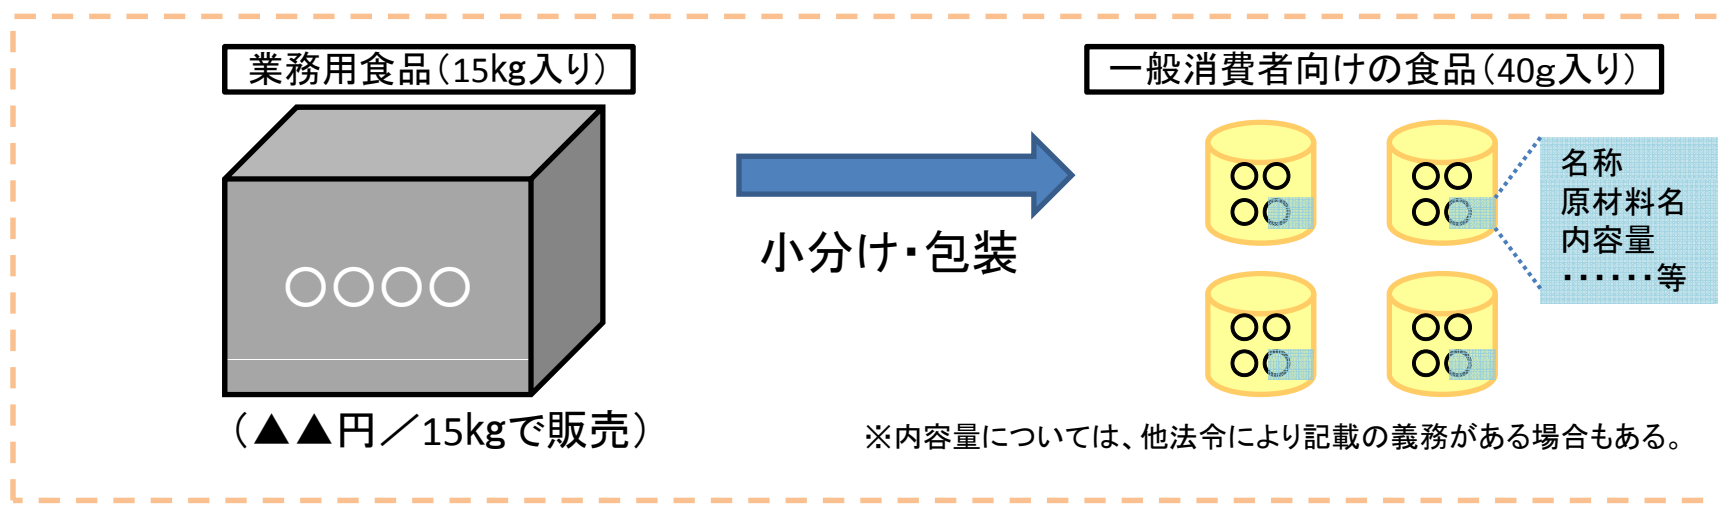 業務用食品（15kg入り）
○○○○
（▲▲円／15kgで販売）
小分け・包装
一般消費者向けの食品（40g入り）
○○
○○
○○
○○
名称
原材料名
内容量
・・・・・・等
○○
○○
○○
○○
※内容量については、他法令により記載の義務がある場合もある。